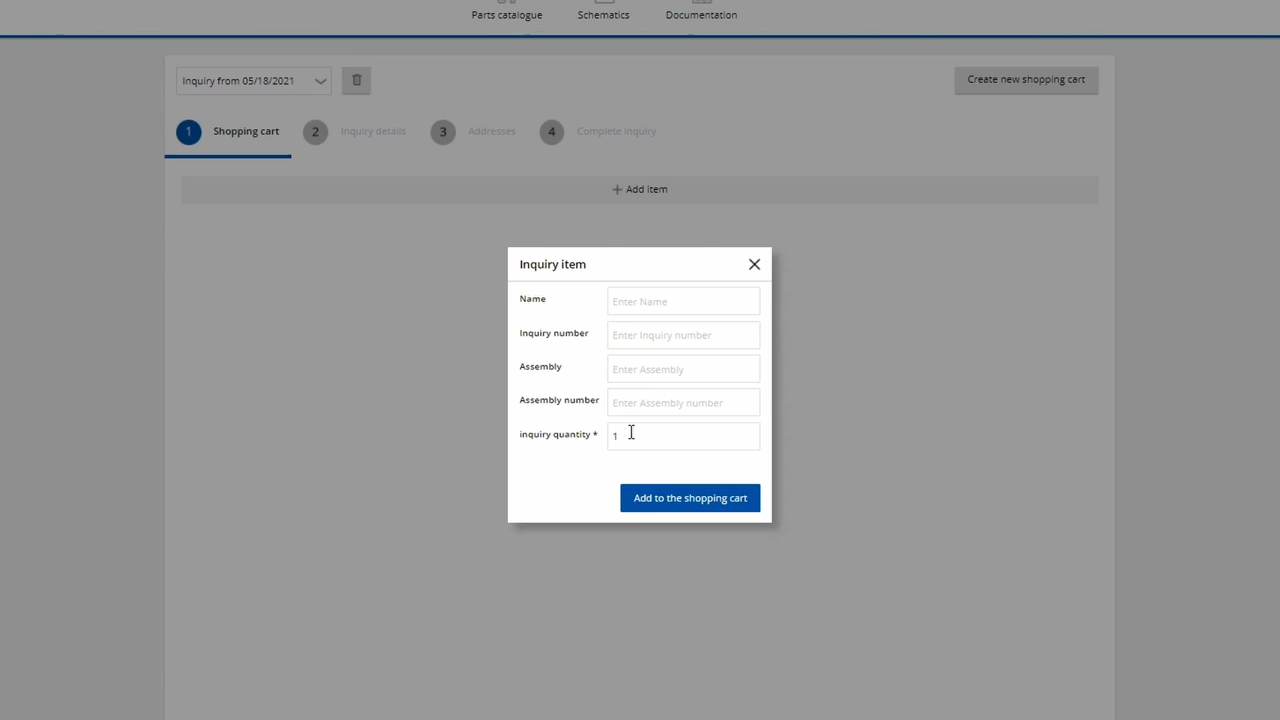 Parts catalogue
Schematics
Documentation
Inquiry from 05/18/2021
Create new shopping cart
1 Shopping cart
2 Inquiry details
3 Addresses
4 Complete inquiry
+ Add item
Inquiry item
Name
Enter Name
Inquiry number
Enter Inquiry number
Assembly
Enter Assembly
Assembly number
Enter Assembly number
inquiry quantity *
1
Add to the shopping cart